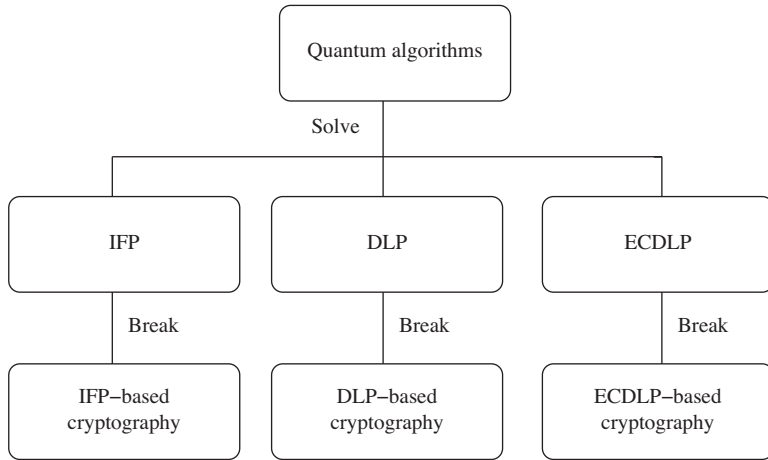 Quantum algorithms
Solve
IFP
DLP
ECDLP
Break
Break
Break
IFP−based
cryptography
DLP−based
cryptography
ECDLP−based
cryptography